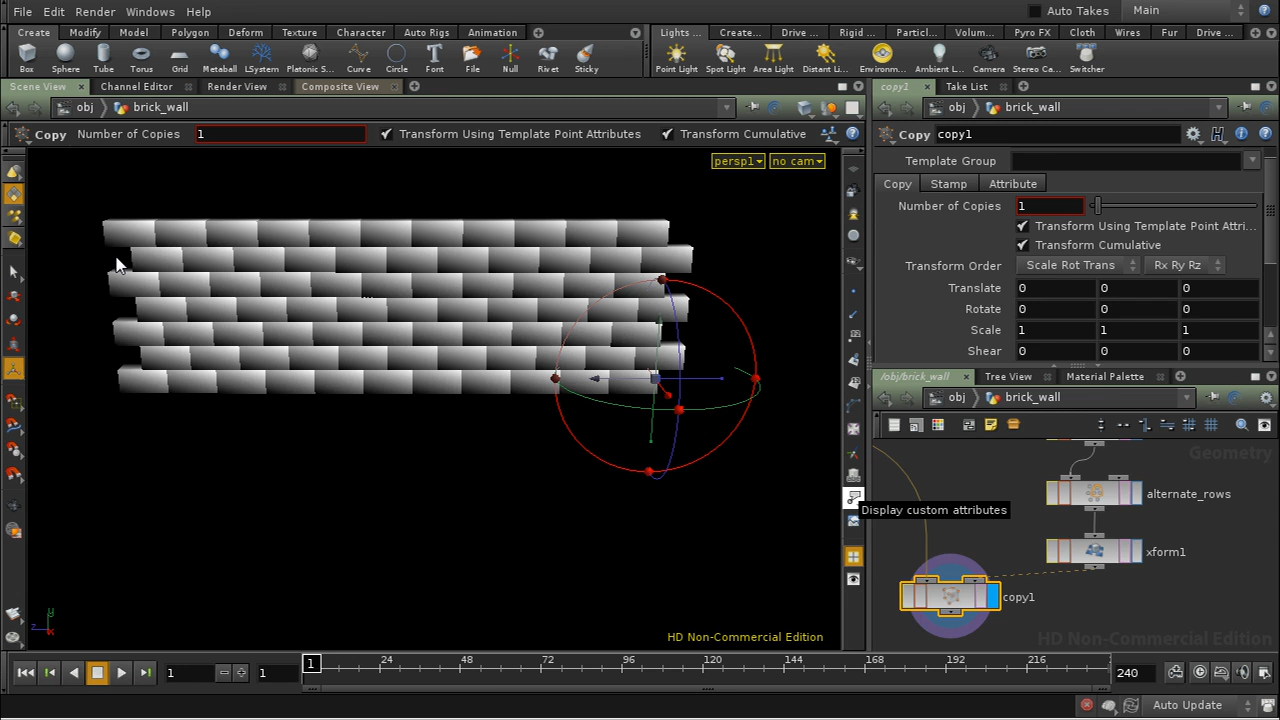 File Edit Render Windows Help Auto Takes Main
Create Modify Model Polygon Deform Texture Character Auto Rigs Animation Lights ... Create... Drive ... Rigid ... Particl... Volum... Pyro FX Cloth Wires Fur Drive ...
Box Sphere Tube Torus Grid Metaball LSystem Platonic S... Curve Circle Font File Null Rivet Sticky Point Light Spot Light Area Light Distant Li... Environm... Ambient L... Camera Stereo Ca... Switcher
Scene View Channel Editor Render View Composite View copy1 Take List
obj brick_wall obj brick_wall
Copy Number of Copies 1 Transform Using Template Point Attributes Transform Cumulative Copy copy1
persp1 no cam
Template Group
Copy Stamp Attribute
Number of Copies 1
Transform Using Template Point Attri...
Transform Cumulative
Transform Order Scale Rot Trans Rx Ry Rz
Translate 0 0 0
Rotate 0 0 0
Scale 1 1 1
Shear 0 0 0
/obj/brick_wall Tree View Material Palette
obj brick_wall
Geometry
alternate_rows
Display custom attributes
xform1
copy1
z y x
HD Non-Commercial Edition HD Non-Commercial Edition
1 1 1 24 48 72 96 120 144 168 192 216 240
Auto Update